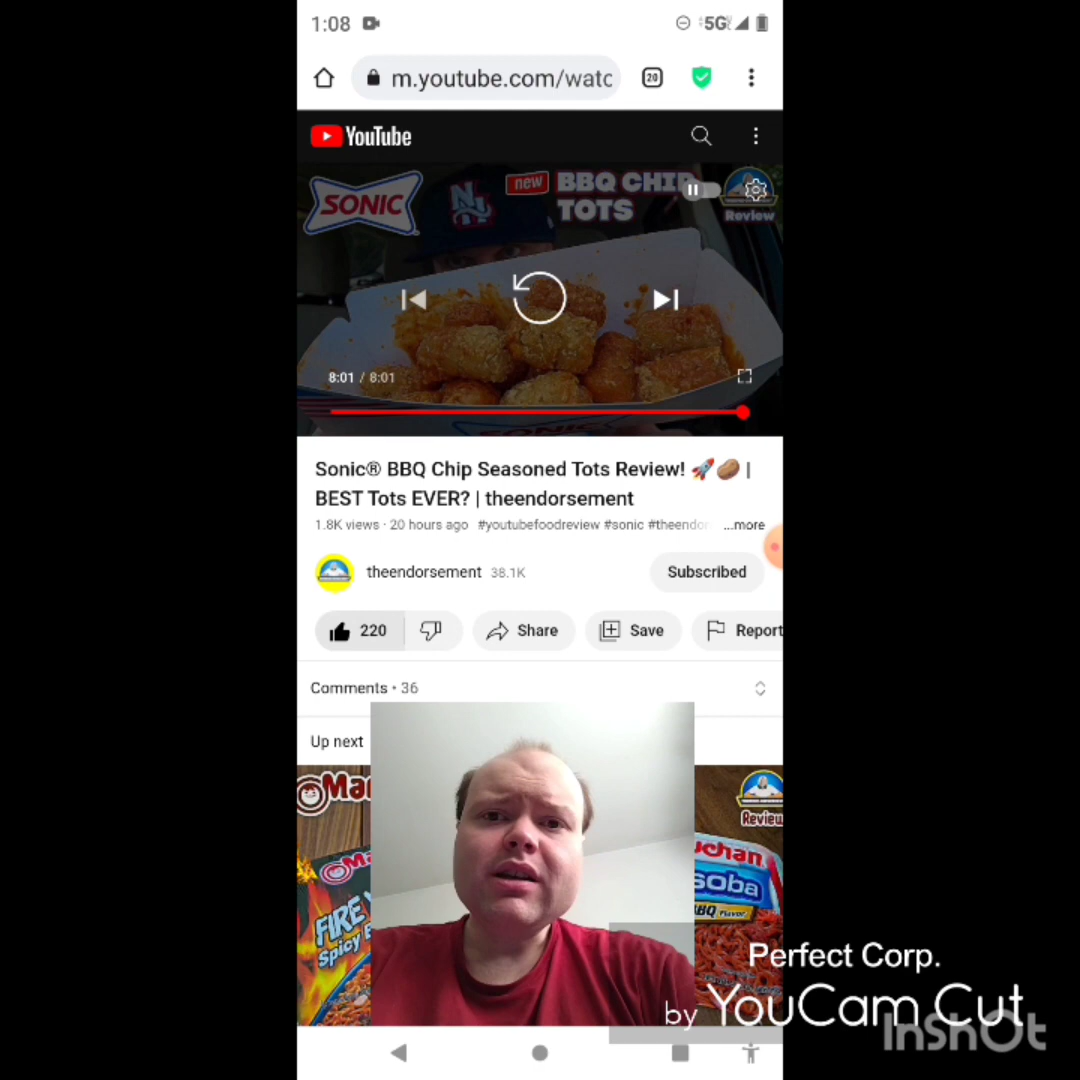 1:08
5G
m.youtube.com/watc
20
YouTube
SONIC
new
BBQ CHIP
TOTS
Review
8:01 / 8:01
SONIC
Sonic® BBQ Chip Seasoned Tots Review! 🚀🥔 |
BEST Tots EVER? | theendorsement
1.8K views · 20 hours ago #youtubefoodreview #sonic #theendor ...more
theendorsement 38.1K
Subscribed
220
Share
Save
Report
Comments • 36
Up next
Review
uchan
soba
BBQ Flavor
FIRE
Spicy
Perfect Corp.
by YouCam Cut
InShOt